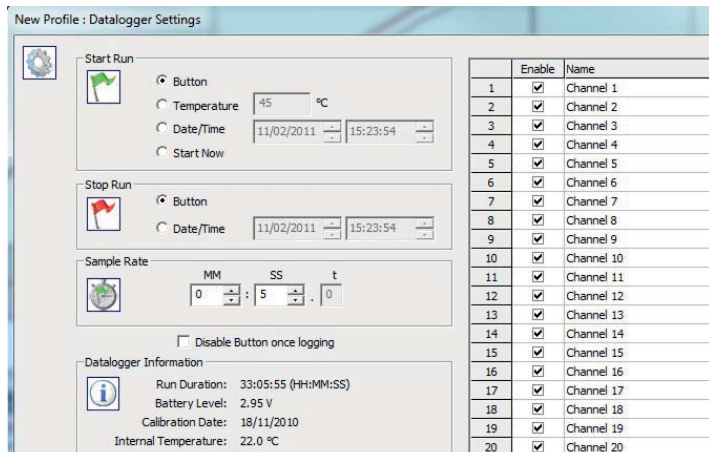 New Profile : Datalogger Settings
Start Run
Button
Temperature 45 °C
Date/Time 11/02/2011 15:23:54
Start Now
Stop Run
Button
Date/Time 11/02/2011 15:23:54
Sample Rate
MM SS t
0 : 5 . 0
Disable Button once logging
Datalogger Information
Run Duration: 33:05:55 (HH:MM:SS)
Battery Level: 2.95 V
Calibration Date: 18/11/2010
Internal Temperature: 22.0 °C
Enable Name
1 Channel 1
2 Channel 2
3 Channel 3
4 Channel 4
5 Channel 5
6 Channel 6
7 Channel 7
8 Channel 8
9 Channel 9
10 Channel 10
11 Channel 11
12 Channel 12
13 Channel 13
14 Channel 14
15 Channel 15
16 Channel 16
17 Channel 17
18 Channel 18
19 Channel 19
20 Channel 20